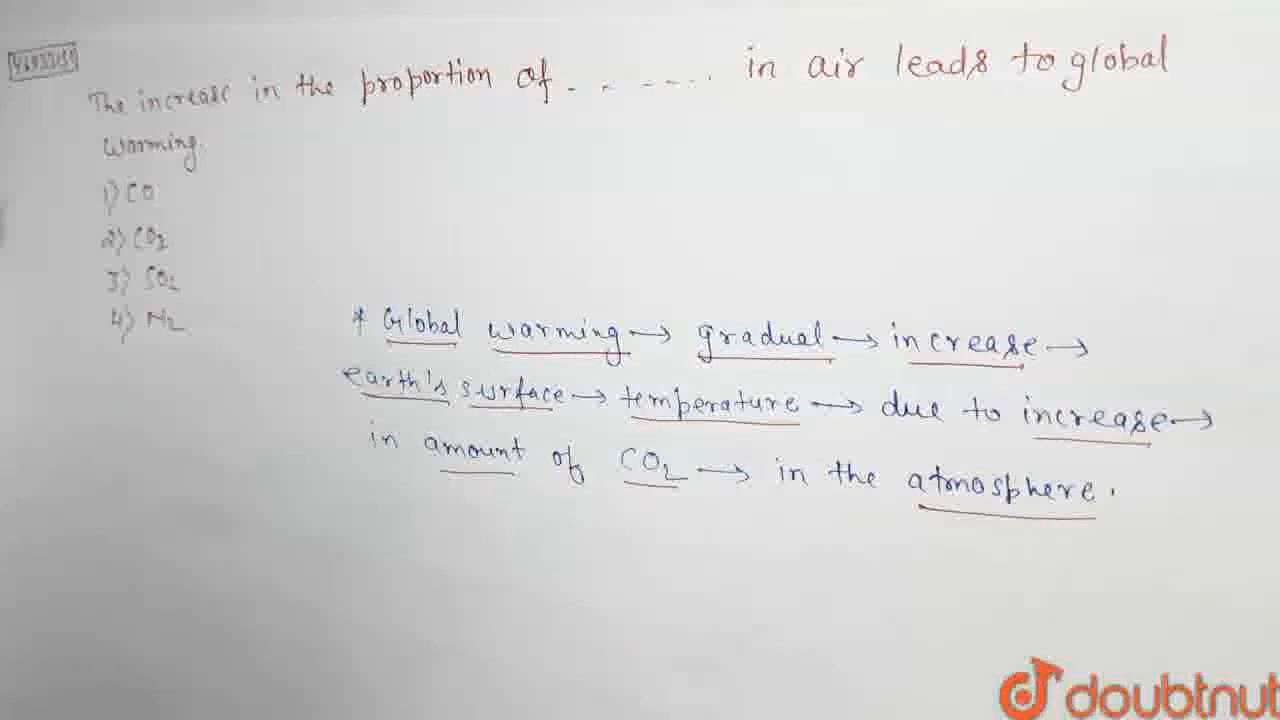 The increase in the proportion of - - - - - - - in air leads to global
warming.
1) CO
2) CO2
3) SO2
4) N2
* Global warming → gradual → increase →
earth's surface → temperature → due to increase →
in amount of CO2 → in the atmosphere.
doubtnut